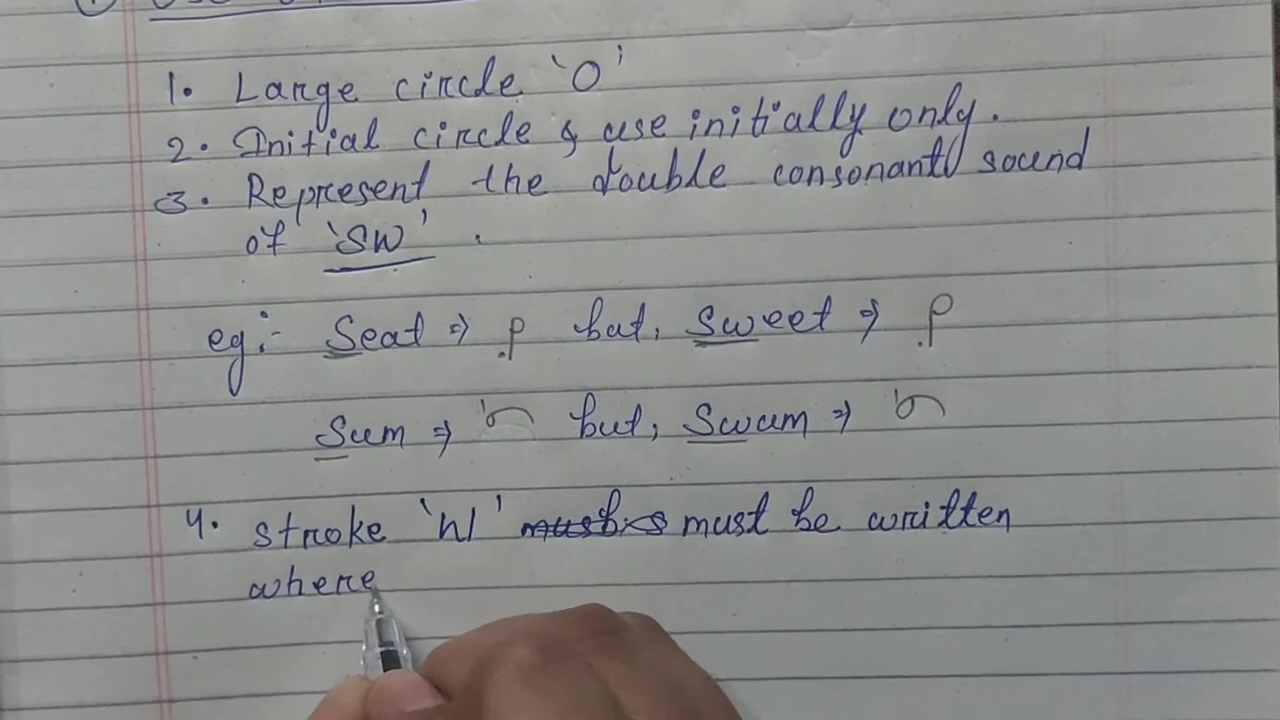 1. Large circle 'O'
2. Initial circle & use initially only.
3. Represent the double consonant sound
of 'SW'.
eg:- Seat ⇒ but, Sweet ⇒
Sum ⇒ but, Swam ⇒
4. stroke 'W' must be written
where